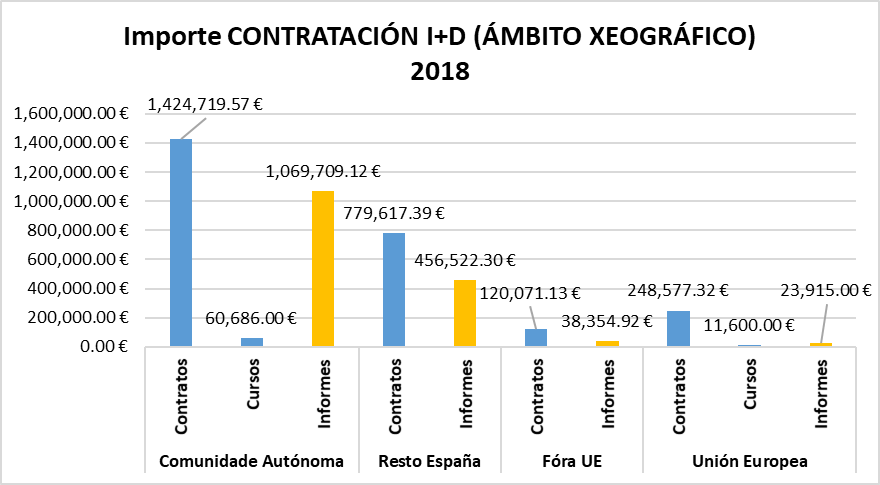 Importe CONTRATACIÓN I+D (ÁMBITO XEOGRÁFICO)
2018
1,600,000.00 €
1,400,000.00 €
1,200,000.00 €
1,000,000.00 €
800,000.00 €
600,000.00 €
400,000.00 €
200,000.00 €
0.00 €
1,424,719.57 €
60,686.00 €
1,069,709.12 €
779,617.39 €
456,522.30 €
120,071.13 €
38,354.92 €
248,577.32 €
11,600.00 €
23,915.00 €
Contratos
Cursos
Informes
Contratos
Informes
Contratos
Informes
Contratos
Cursos
Informes
Comunidade Autónoma
Resto España
Fóra UE
Unión Europea